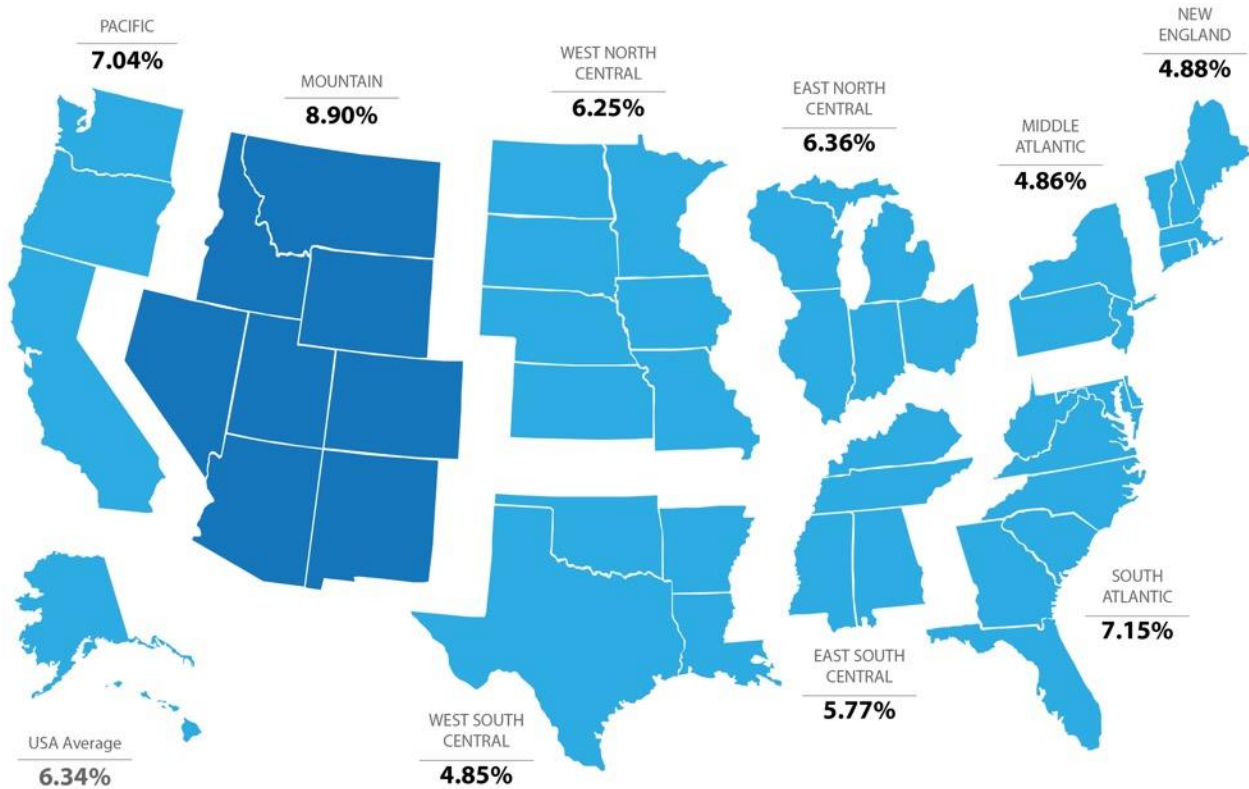 PACIFIC
7.04%
MOUNTAIN
8.90%
WEST NORTH
CENTRAL
6.25%
EAST NORTH
CENTRAL
6.36%
MIDDLE
ATLANTIC
4.86%
NEW
ENGLAND
4.88%
SOUTH
ATLANTIC
7.15%
EAST SOUTH
CENTRAL
5.77%
WEST SOUTH
CENTRAL
4.85%
USA Average
6.34%